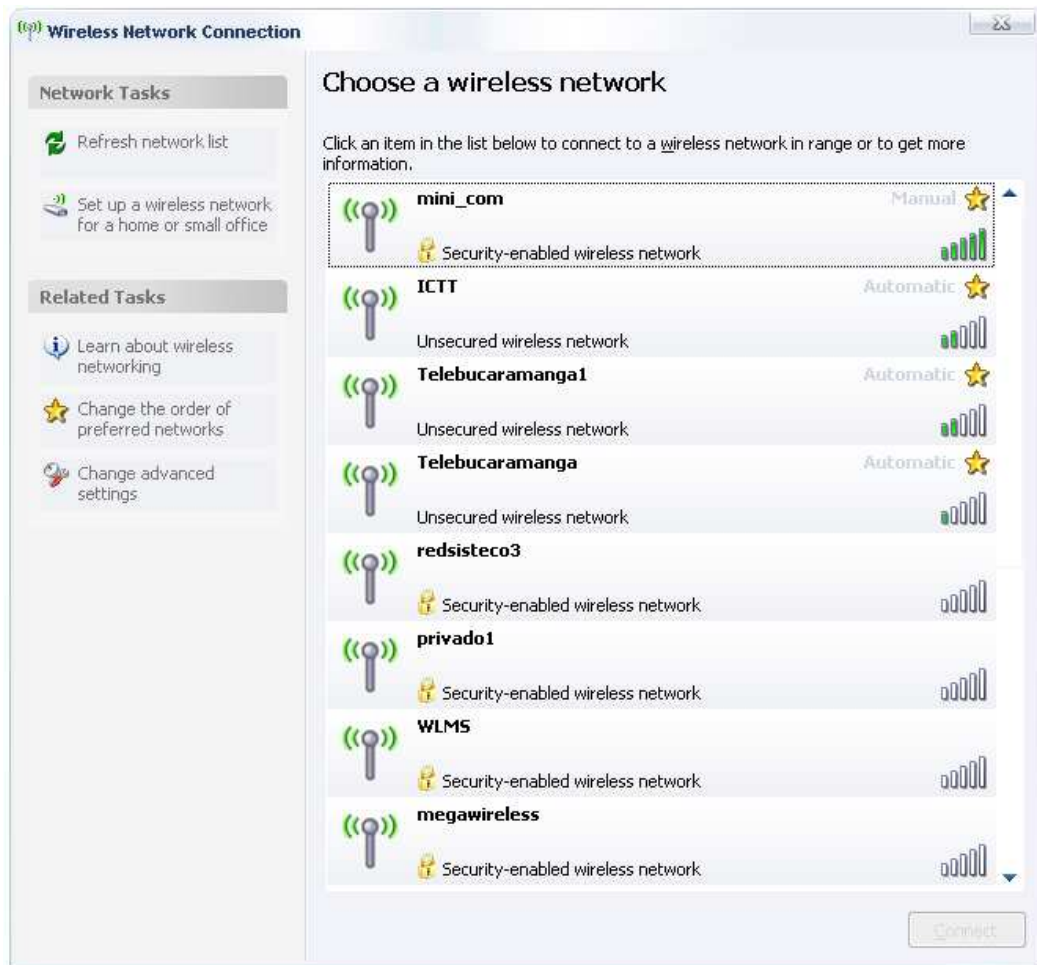 Wireless Network Connection
Network Tasks
Refresh network list
Set up a wireless network
for a home or small office
Related Tasks
Learn about wireless
networking
Change the order of
preferred networks
Change advanced
settings
Choose a wireless network
Click an item in the list below to connect to a wireless network in range or to get more
information.
mini_com Manual
Security-enabled wireless network
ICTT Automatic
Unsecured wireless network
Telebucaramanga1 Automatic
Unsecured wireless network
Telebucaramanga Automatic
Unsecured wireless network
redsisteco3
Security-enabled wireless network
privado1
Security-enabled wireless network
WLMS
Security-enabled wireless network
megawireless
Security-enabled wireless network
Connect